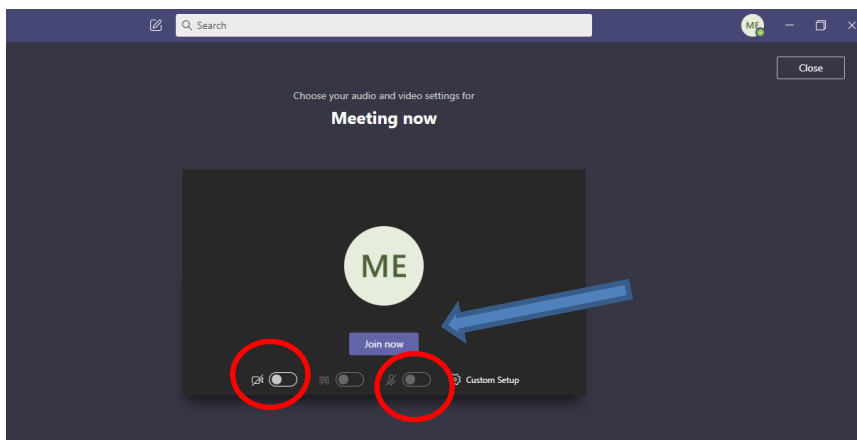 Search
ME
Close
Choose your audio and video settings for
Meeting now
ME
Join now
Custom Setup